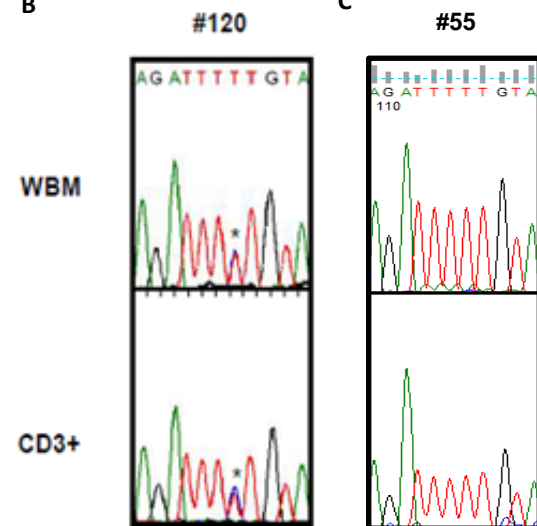 B
C
#120
#55
AGATTTTTGTA
AGATTTTTGTA
110
WBM
*
CD3+
*